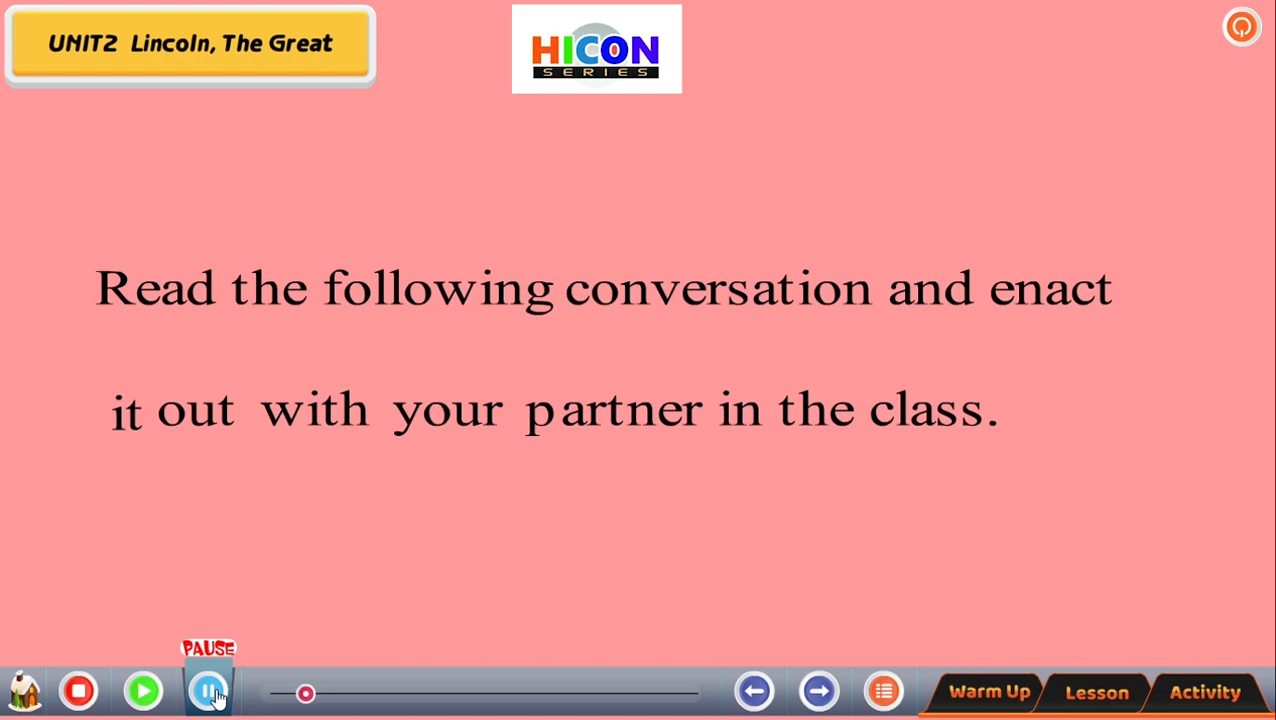 UNIT2 Lincoln, The Great
HICON
SERIES
Read the following conversation and enact
it out with your partner in the class.
PAUSE
Warm Up
Lesson
Activity